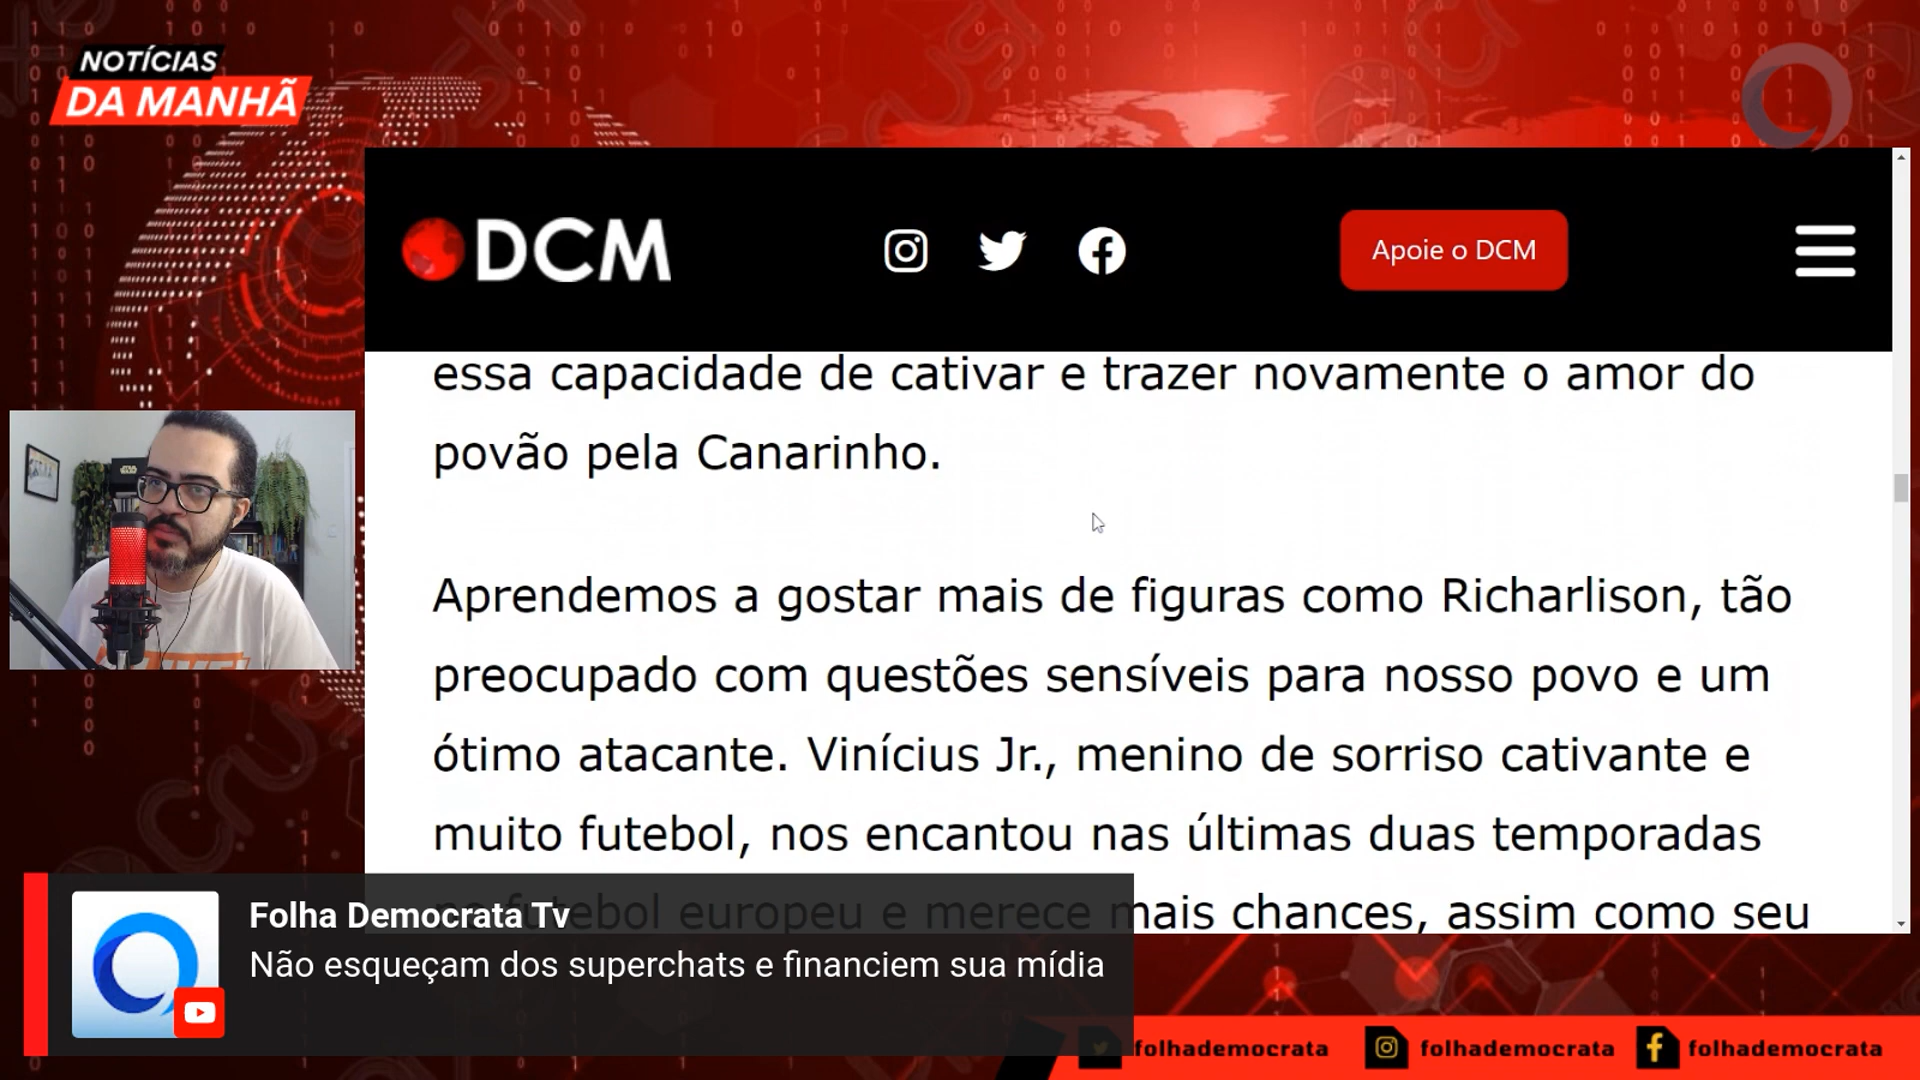 NOTÍCIAS
DA MANHÃ
DCM
Apoie o DCM
essa capacidade de cativar e trazer novamente o amor do
povão pela Canarinho.
Aprendemos a gostar mais de figuras como Richarlison, tão
preocupado com questões sensíveis para nosso povo e um
ótimo atacante. Vinícius Jr., menino de sorriso cativante e
muito futebol, nos encantou nas últimas duas temporadas
no futebol europeu e merece mais chances, assim como seu
Folha Democrata Tv
Não esqueçam dos superchats e financiem sua mídia
folhademocrata folhademocrata folhademocrata